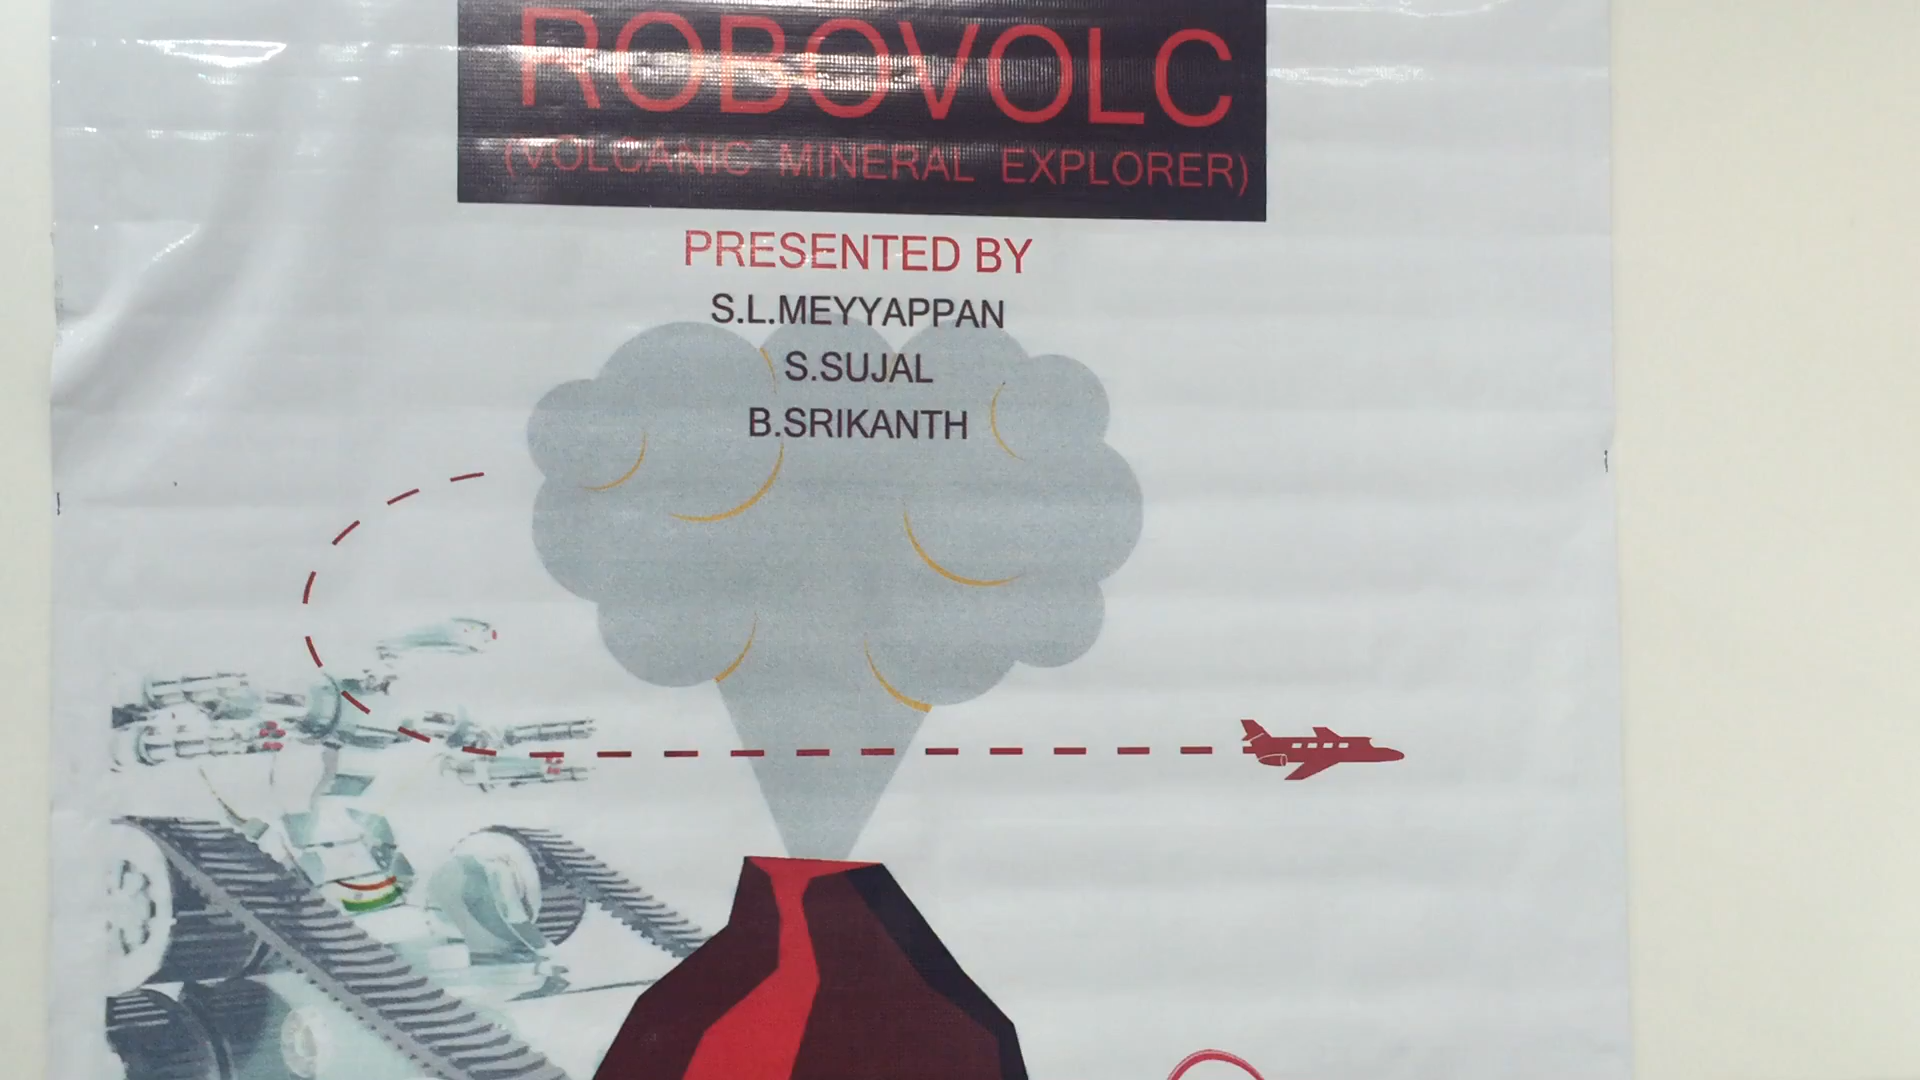 ROBOVOLC
(VOLCANIC MINERAL EXPLORER)
PRESENTED BY
S.L.MEYYAPPAN
S.SUJAL
B.SRIKANTH